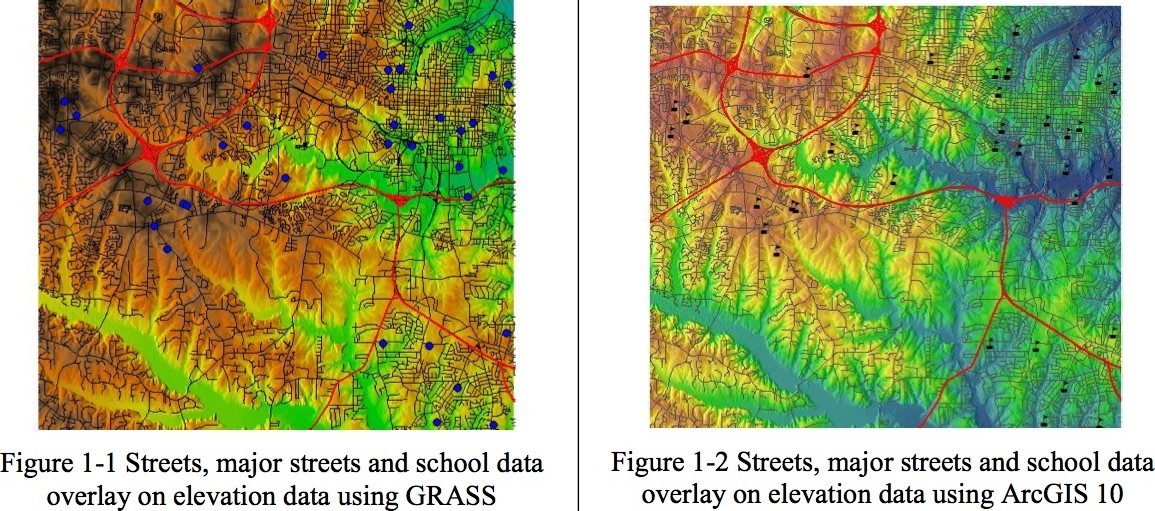 Figure 1-1 Streets, major streets and school data
overlay on elevation data using GRASS
Figure 1-2 Streets, major streets and school data
overlay on elevation data using ArcGIS 10